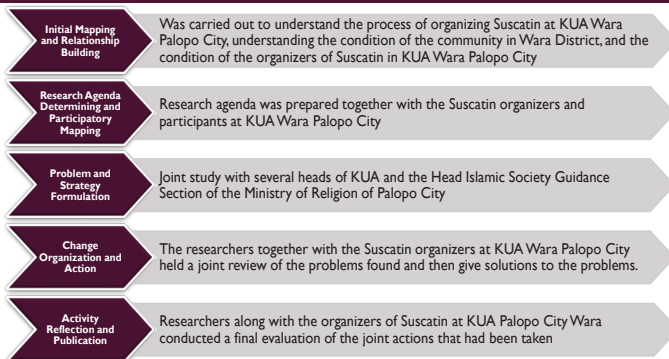 Initial Mapping
and Relationship
Building
Was carried out to understand the process of organizing Suscatin at KUA Wara
Palopo City, understanding the condition of the community in Wara District, and the
condition of the organizers of Suscatin in KUA Wara Palopo City
Research Agenda
Determining and
Participatory
Mapping
Research agenda was prepared together with the Suscatin organizers and
participants at KUA Wara Palopo City
Problem and
Strategy
Formulation
Joint study with several heads of KUA and the Head Islamic Society Guidance
Section of the Ministry of Religion of Palopo City
Change
Organization and
Action
The researchers together with the Suscatin organizers at KUA Wara Palopo City
held a joint review of the problems found and then give solutions to the problems.
Activity
Reflection and
Publication
Researchers along with the organizers of Suscatin at KUA Palopo City Wara
conducted a final evaluation of the joint actions that had been taken